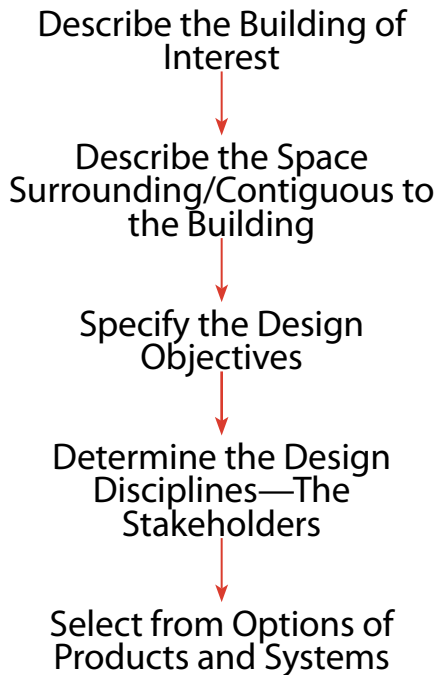 Describe the Building of
Interest
Describe the Space
Surrounding/Contiguous to
the Building
Specify the Design
Objectives
Determine the Design
Disciplines—The
Stakeholders
Select from Options of
Products and Systems